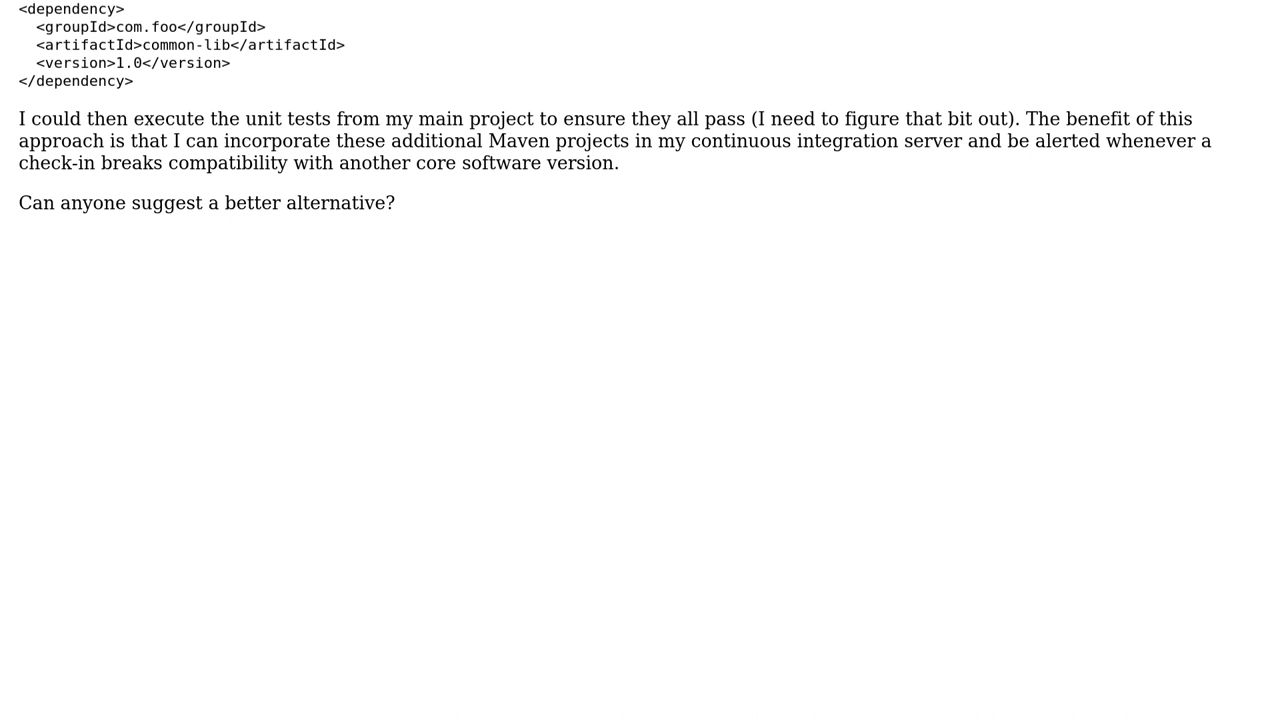 <dependency>
  <groupId>com.foo</groupId>
  <artifactId>common-lib</artifactId>
  <version>1.0</version>
</dependency>
I could then execute the unit tests from my main project to ensure they all pass (I need to figure that bit out). The benefit of this
approach is that I can incorporate these additional Maven projects in my continuous integration server and be alerted whenever a
check-in breaks compatibility with another core software version.
Can anyone suggest a better alternative?